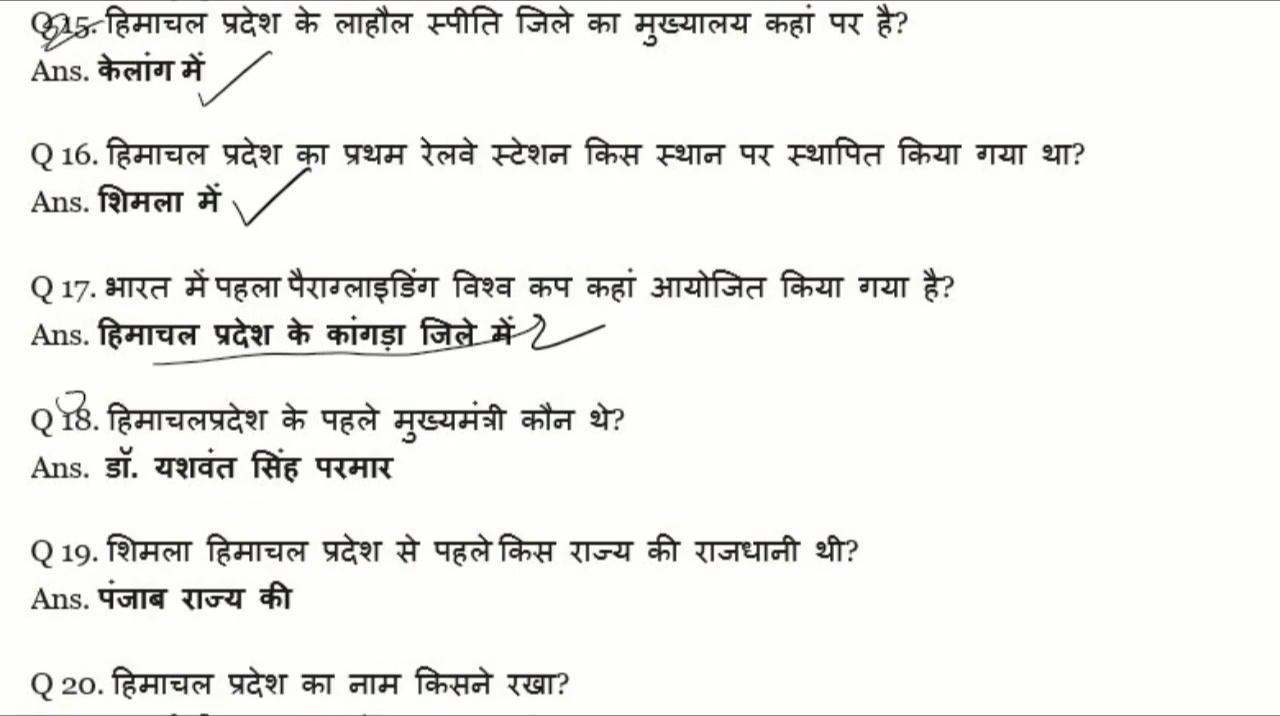 Q 15. हिमाचल प्रदेश के लाहौल स्पीति जिले का मुख्यालय कहां पर है?
Ans. केलांग में
Q 16. हिमाचल प्रदेश का प्रथम रेलवे स्टेशन किस स्थान पर स्थापित किया गया था?
Ans. शिमला में
Q 17. भारत में पहला पैराग्लाइडिंग विश्व कप कहां आयोजित किया गया है?
Ans. हिमाचल प्रदेश के कांगड़ा जिले में
Q 18. हिमाचलप्रदेश के पहले मुख्यमंत्री कौन थे?
Ans. डॉ. यशवंत सिंह परमार
Q 19. शिमला हिमाचल प्रदेश से पहले किस राज्य की राजधानी थी?
Ans. पंजाब राज्य की
Q 20. हिमाचल प्रदेश का नाम किसने रखा?